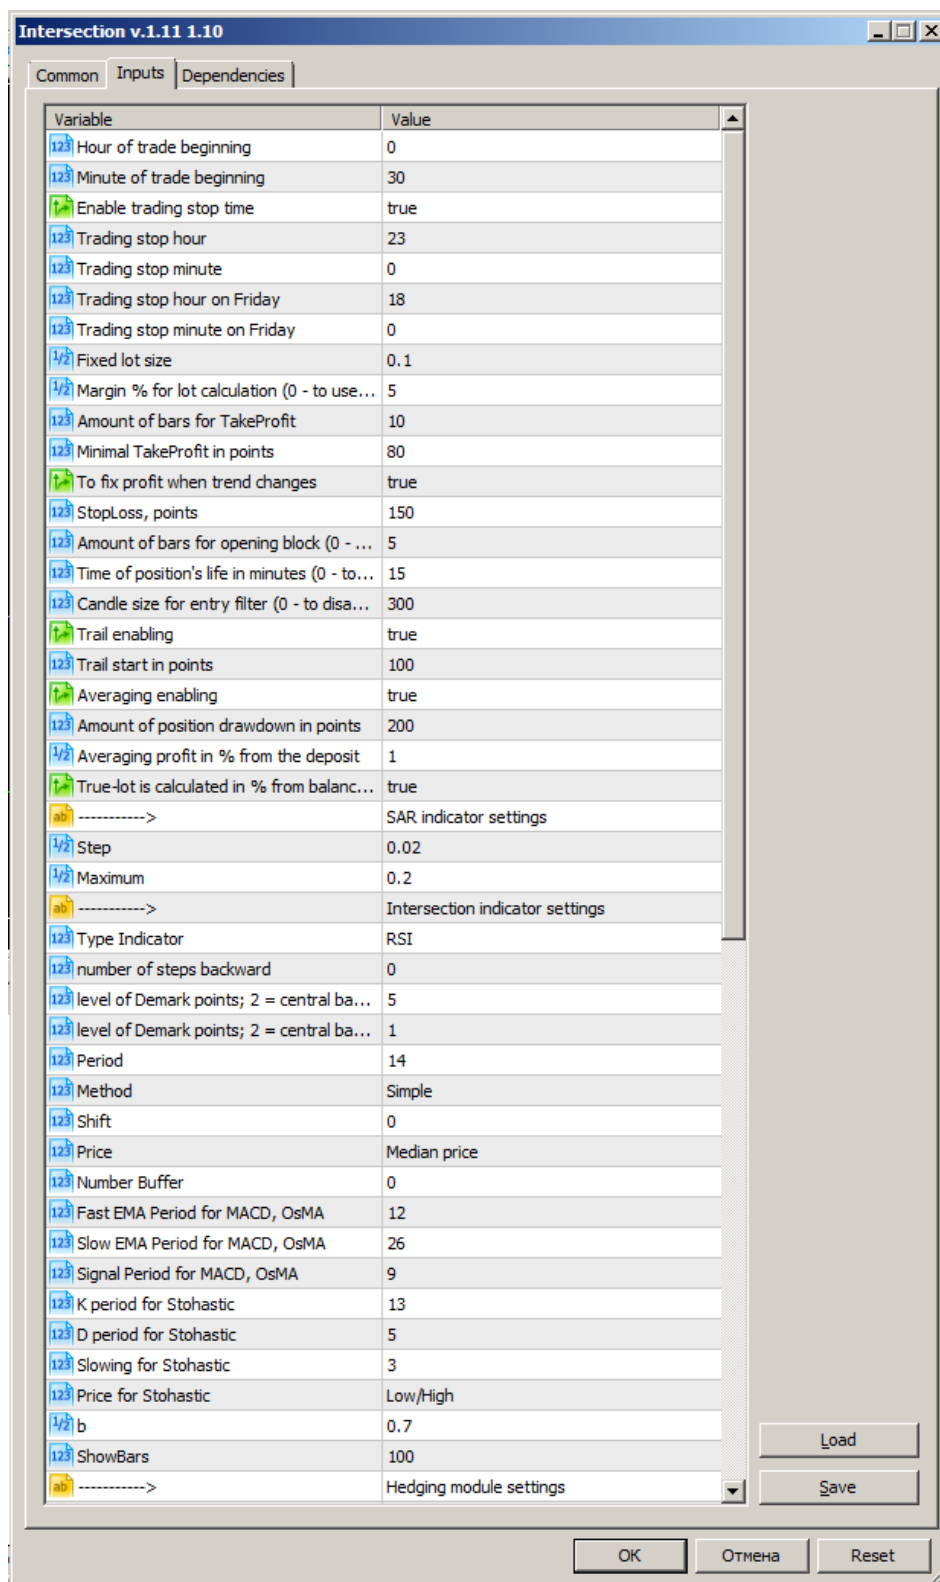 Intersection v.1.11 1.10
Common Inputs Dependencies
Variable Value
Hour of trade beginning 0
Minute of trade beginning 30
Enable trading stop time true
Trading stop hour 23
Trading stop minute 0
Trading stop hour on Friday 18
Trading stop minute on Friday 0
Fixed lot size 0.1
Margin % for lot calculation (0 - to use... 5
Amount of bars for TakeProfit 10
Minimal TakeProfit in points 80
To fix profit when trend changes true
StopLoss, points 150
Amount of bars for opening block (0 - ... 5
Time of position's life in minutes (0 - to... 15
Candle size for entry filter (0 - to disa... 300
Trail enabling true
Trail start in points 100
Averaging enabling true
Amount of position drawdown in points 200
Averaging profit in % from the deposit 1
True-lot is calculated in % from balanc... true
-----------> SAR indicator settings
Step 0.02
Maximum 0.2
-----------> Intersection indicator settings
Type Indicator RSI
number of steps backward 0
level of Demark points; 2 = central ba... 5
level of Demark points; 2 = central ba... 1
Period 14
Method Simple
Shift 0
Price Median price
Number Buffer 0
Fast EMA Period for MACD, OsMA 12
Slow EMA Period for MACD, OsMA 26
Signal Period for MACD, OsMA 9
K period for Stohastic 13
D period for Stohastic 5
Slowing for Stohastic 3
Price for Stohastic Low/High
b 0.7
ShowBars 100
-----------> Hedging module settings
Load
Save
OK Отмена Reset